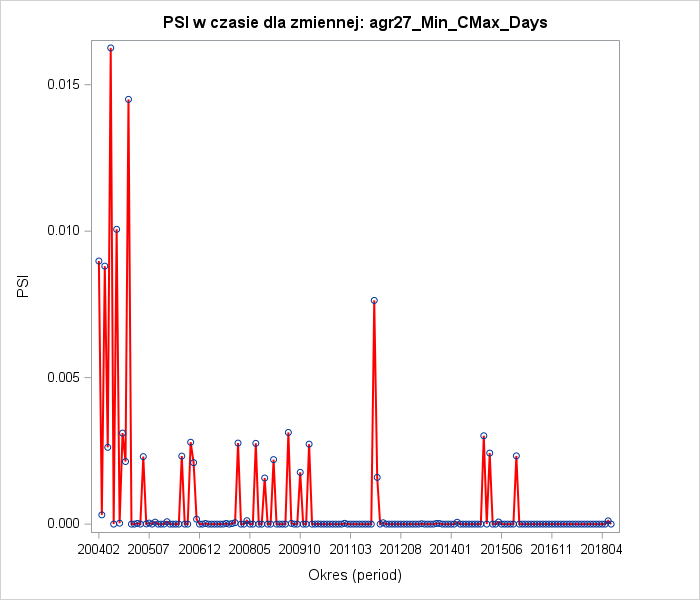 PSI w czasie dla zmiennej: agr27_Min_CMax_Days
0.015
0.010
0.005
0.000
PSI
200402 200507 200612 200805 200910 201103 201208 201401 201506 201611 201804
Okres (period)